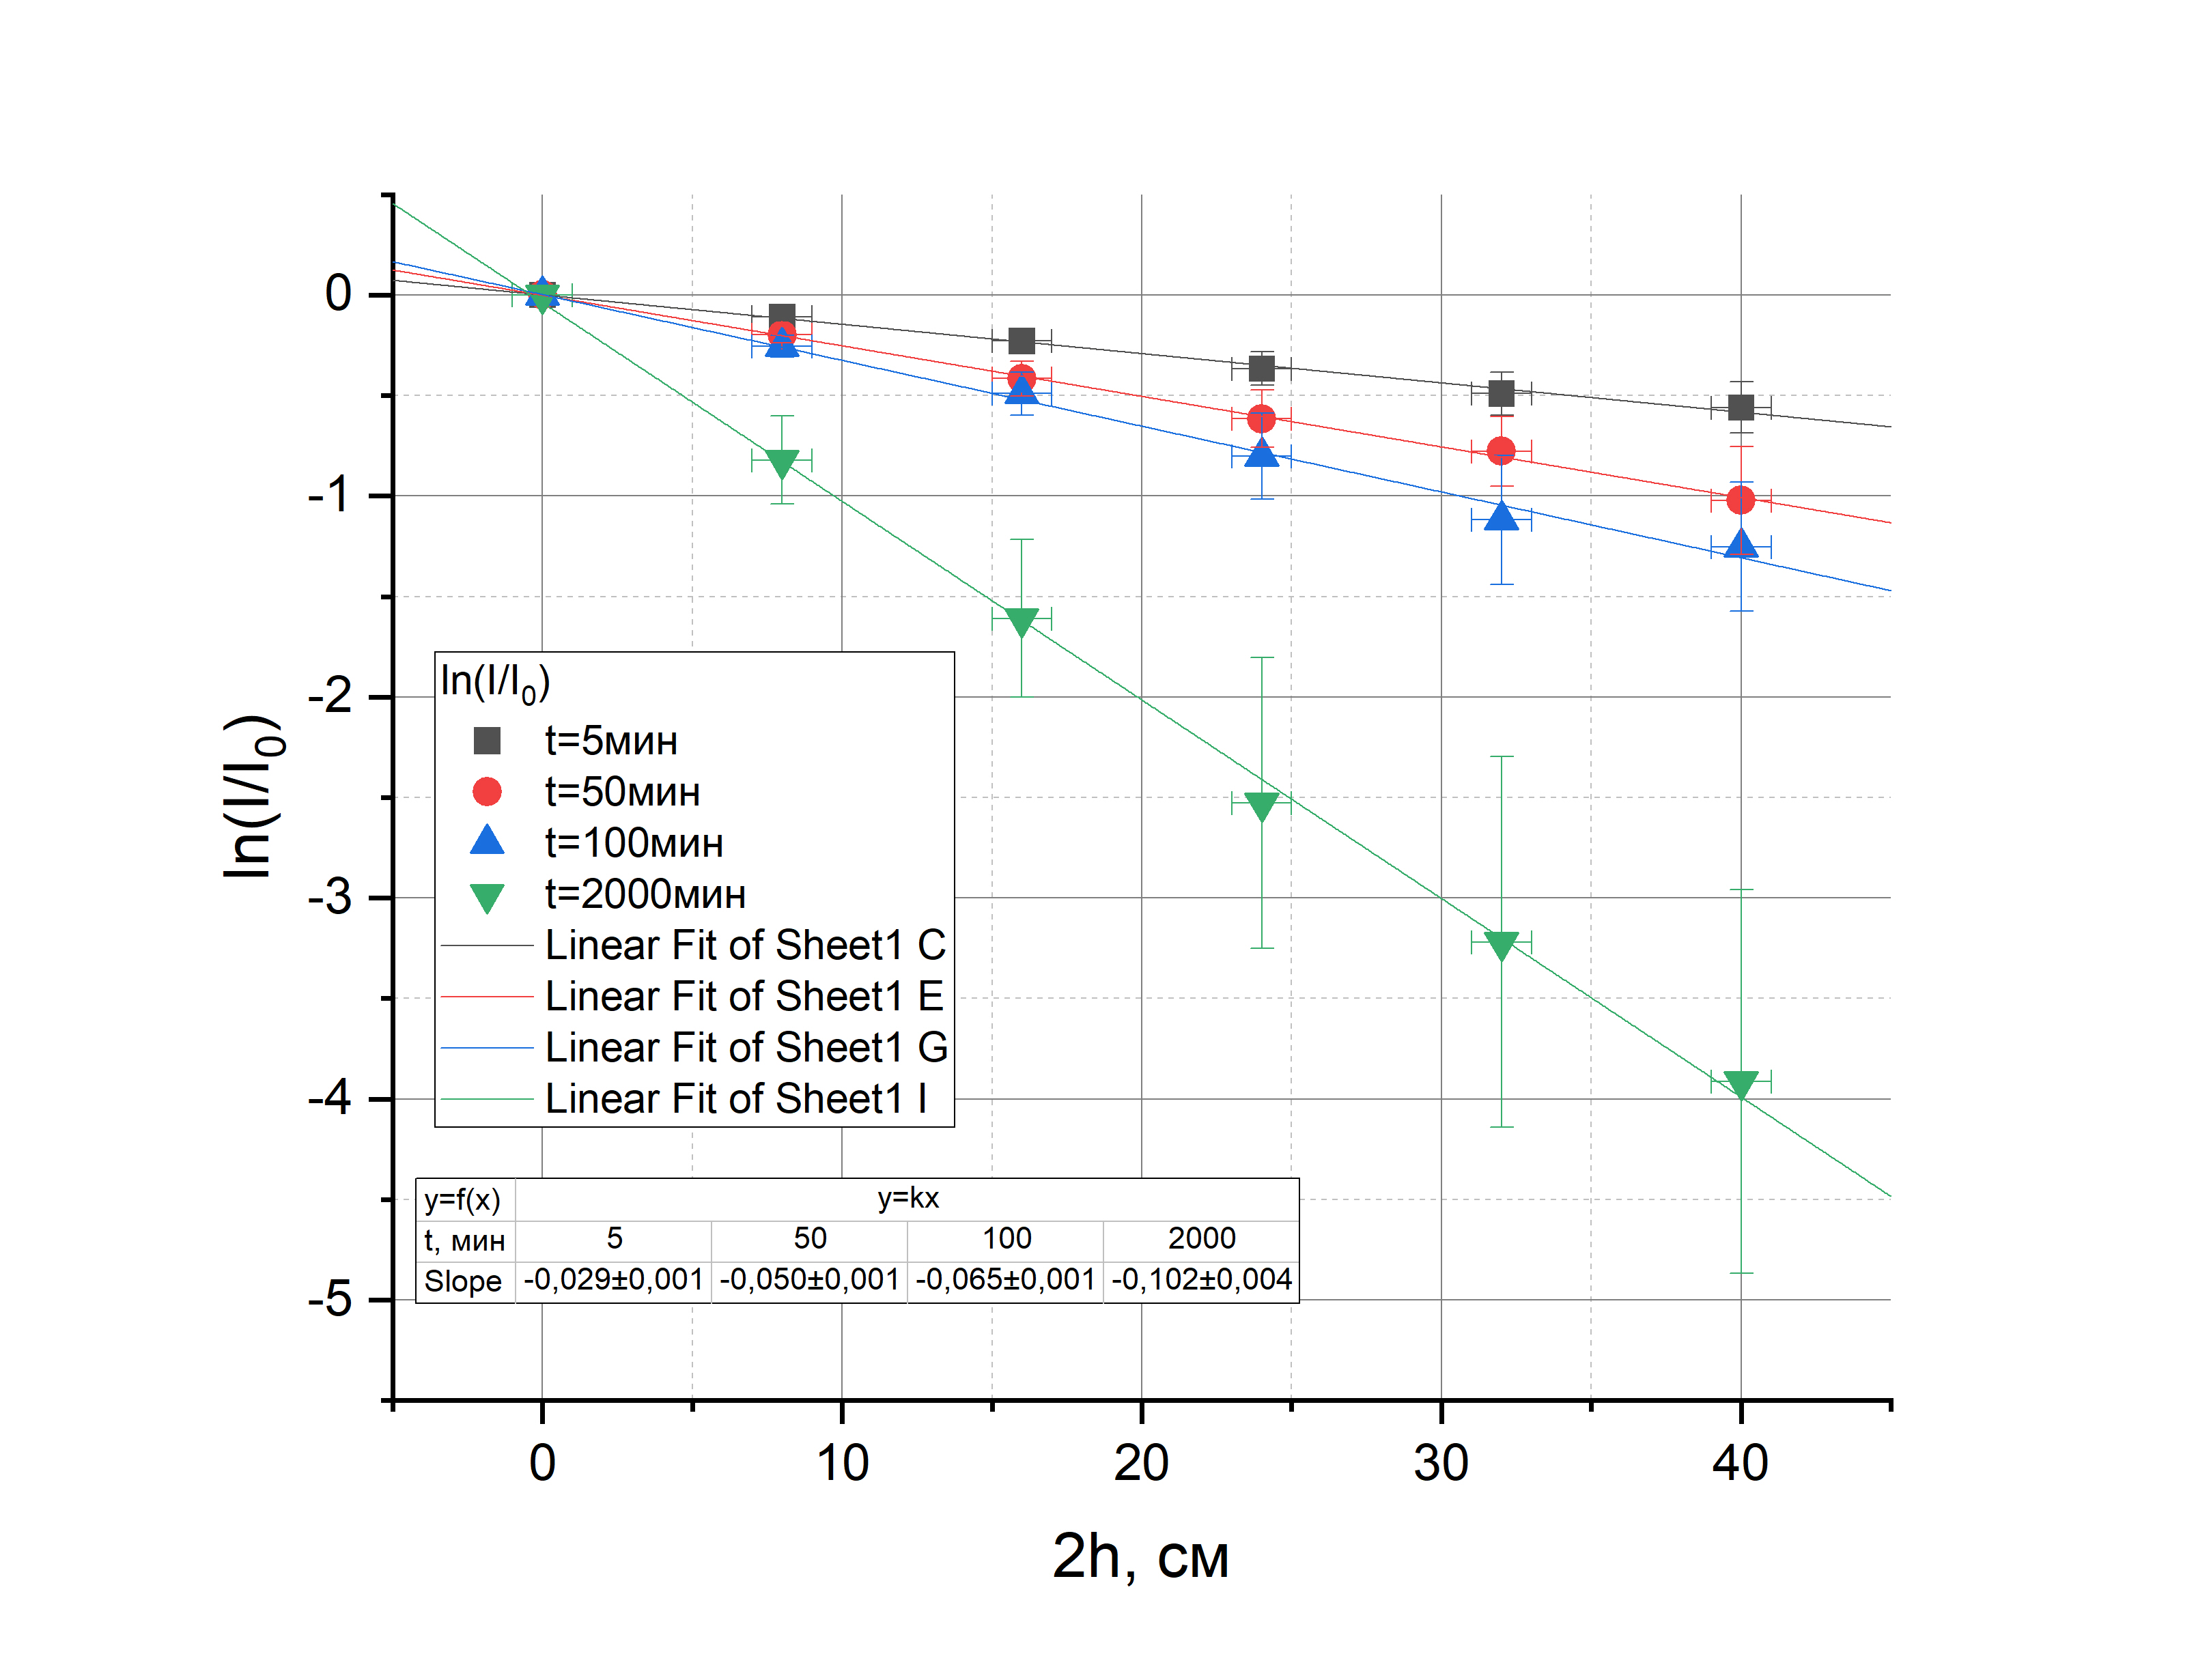 0
-1
-2
-3
-4
-5
ln(I/I₀)
ln(I/I₀)
t=5мин
t=50мин
t=100мин
t=2000мин
Linear Fit of Sheet1 C
Linear Fit of Sheet1 E
Linear Fit of Sheet1 G
Linear Fit of Sheet1 I
y=f(x) y=kx
t, мин 5 50 100 2000
Slope -0,029±0,001 -0,050±0,001 -0,065±0,001 -0,102±0,004
0 10 20 30 40
2h, см